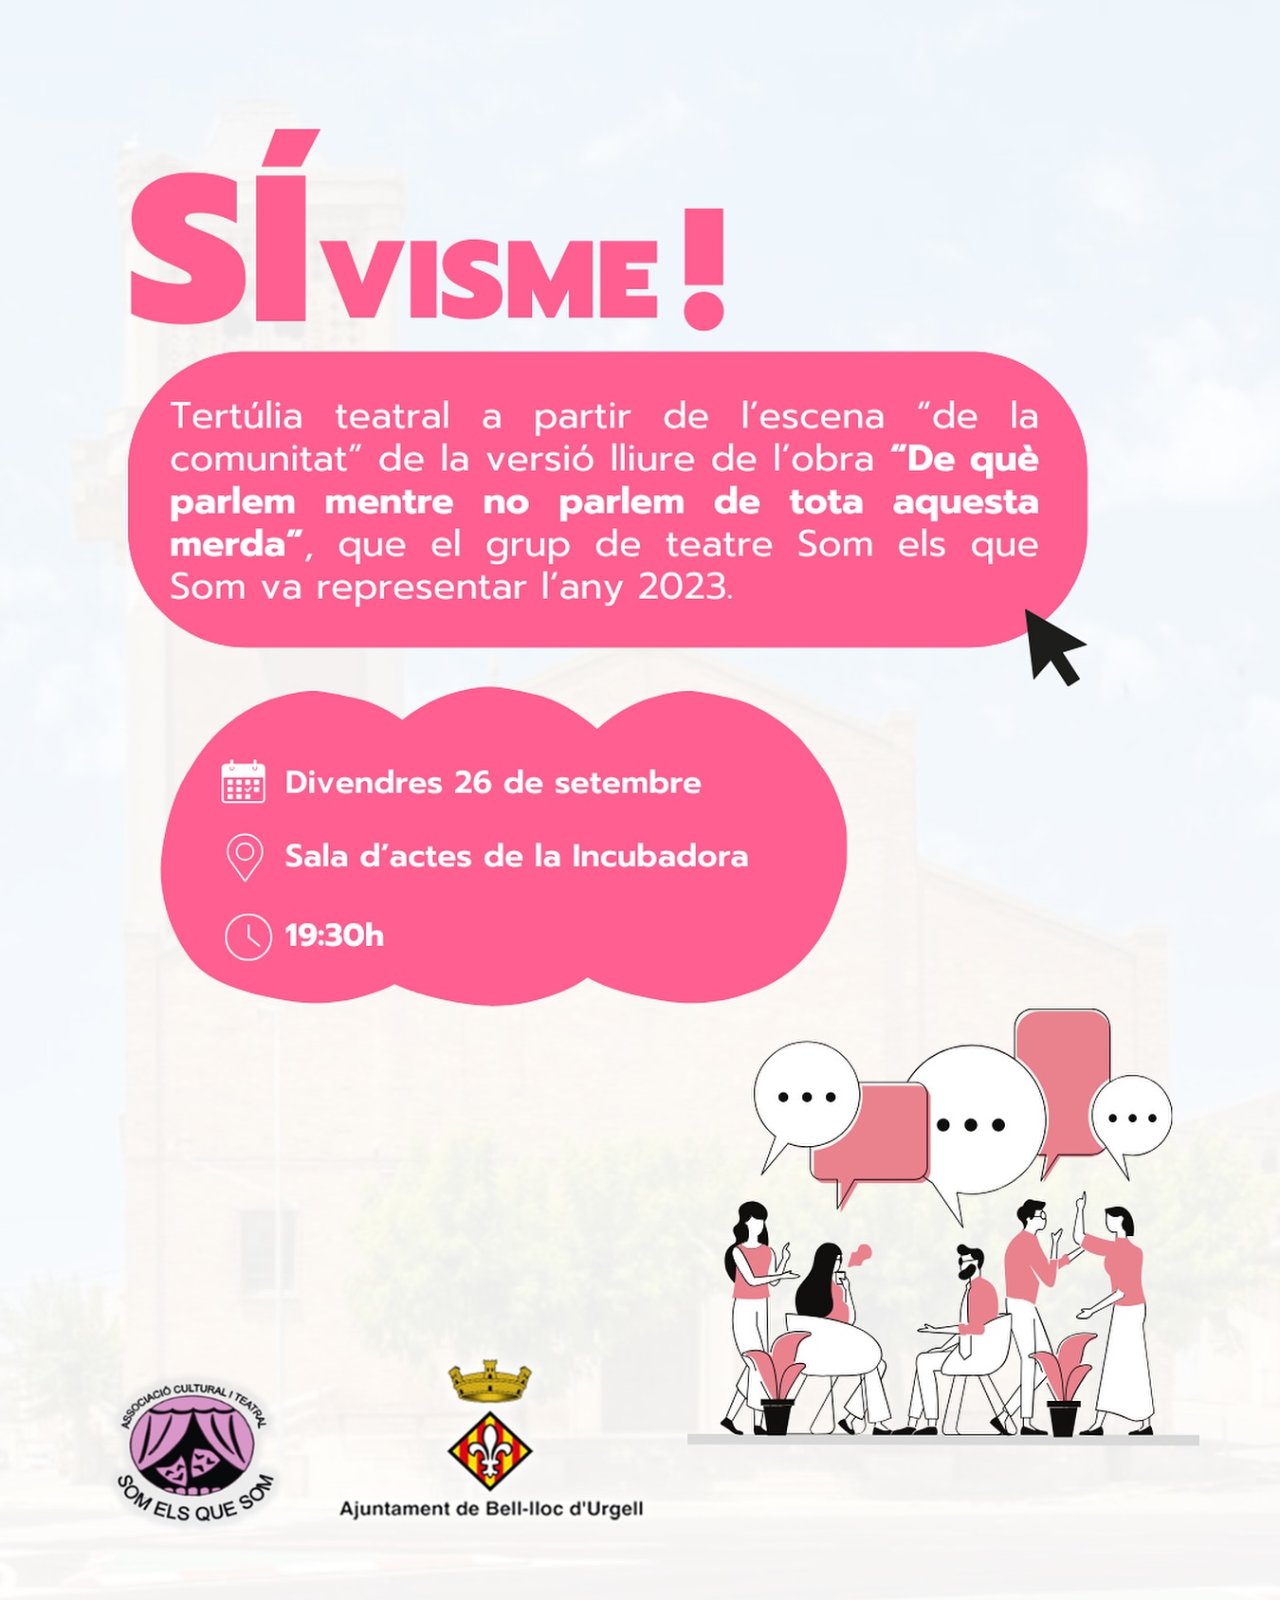 SÍVISME!
Tertúlia teatral a partir de l’escena “de la
comunitat” de la versió lliure de l’obra “De què
parlem mentre no parlem de tota aquesta
merda”, que el grup de teatre Som els que
Som va representar l’any 2023.
Divendres 26 de setembre
Sala d’actes de la Incubadora
19:30h
ASSOCIACIÓ CULTURAL I TEATRAL
SOM ELS QUE SOM
Ajuntament de Bell-lloc d'Urgell